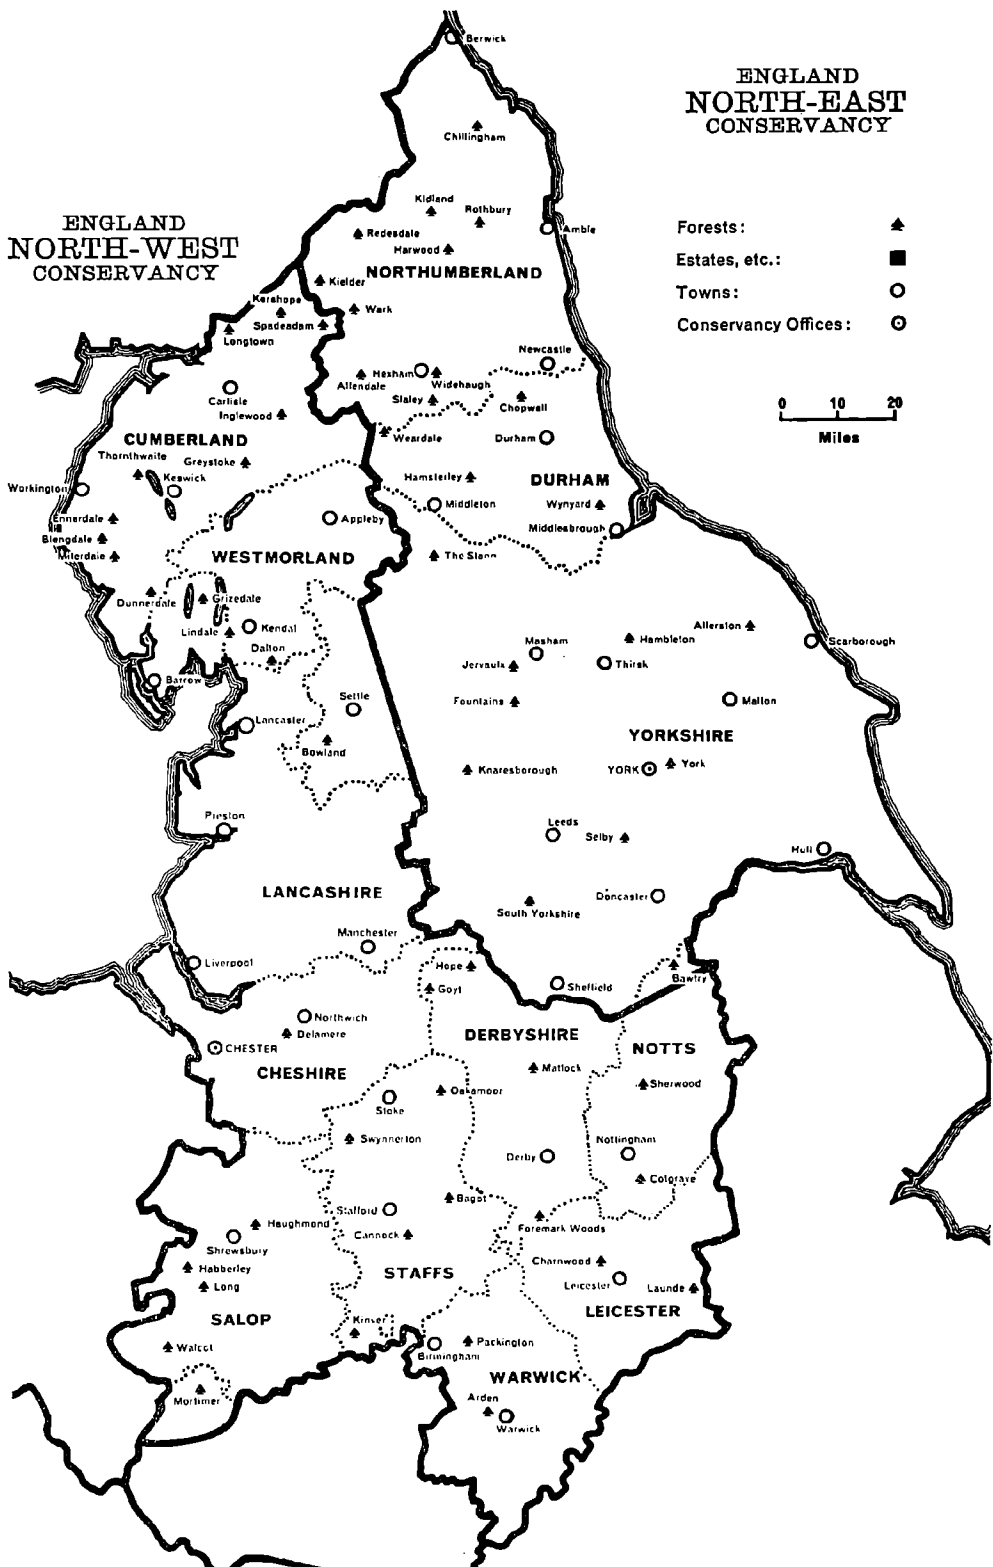 Berwick
ENGLAND
NORTH-EAST
CONSERVANCY
Chillingham
Kidland
Rothbury
ENGLAND
NORTH-WEST
CONSERVANCY
Redesdale
Amble
Harwood
Forests:
Estates, etc.:
Towns:
Conservancy Offices:
NORTHUMBERLAND
Kielder
Kershope
Wark
Spadeadam
Longtown
Newcastle
Hexham
Widehaugh
Allendale
Carlisle
Slaley
Chopwell
0 10 20
Miles
Inglewood
CUMBERLAND
Weardale
Durham
Thornthwaite
Greystoke
Keswick
Hamsterley
DURHAM
Workington
Middleton
Wynyard
Ennerdale
Appleby
Middlesbrough
Blengdale
Miterdale
WESTMORLAND
The Stang
Dunnerdale
Grizedale
Lindale
Kendal
Allerston
Hambleton
Scarborough
Dalton
Masham
Jervaulx
Thirsk
Barrow
Settle
Fountains
Malton
Lancaster
YORKSHIRE
Bowland
Knaresborough
YORK
York
Preston
Leeds
Selby
Hull
LANCASHIRE
Doncaster
South Yorkshire
Manchester
Liverpool
Hope
Bawtry
Goyt
Sheffield
Northwich
Delamere
DERBYSHIRE
CHESTER
NOTTS
CHESHIRE
Matlock
Oakamoor
Sherwood
Stoke
Swynnerton
Nottingham
Derby
Colgrave
Bagot
Stafford
Haughmond
Foremark Woods
Cannock
Shrewsbury
Habberley
Charnwood
STAFFS
Leicester
Long
Launde
SALOP
LEICESTER
Kinver
Walcot
Packington
Birmingham
WARWICK
Mortimer
Arden
Warwick